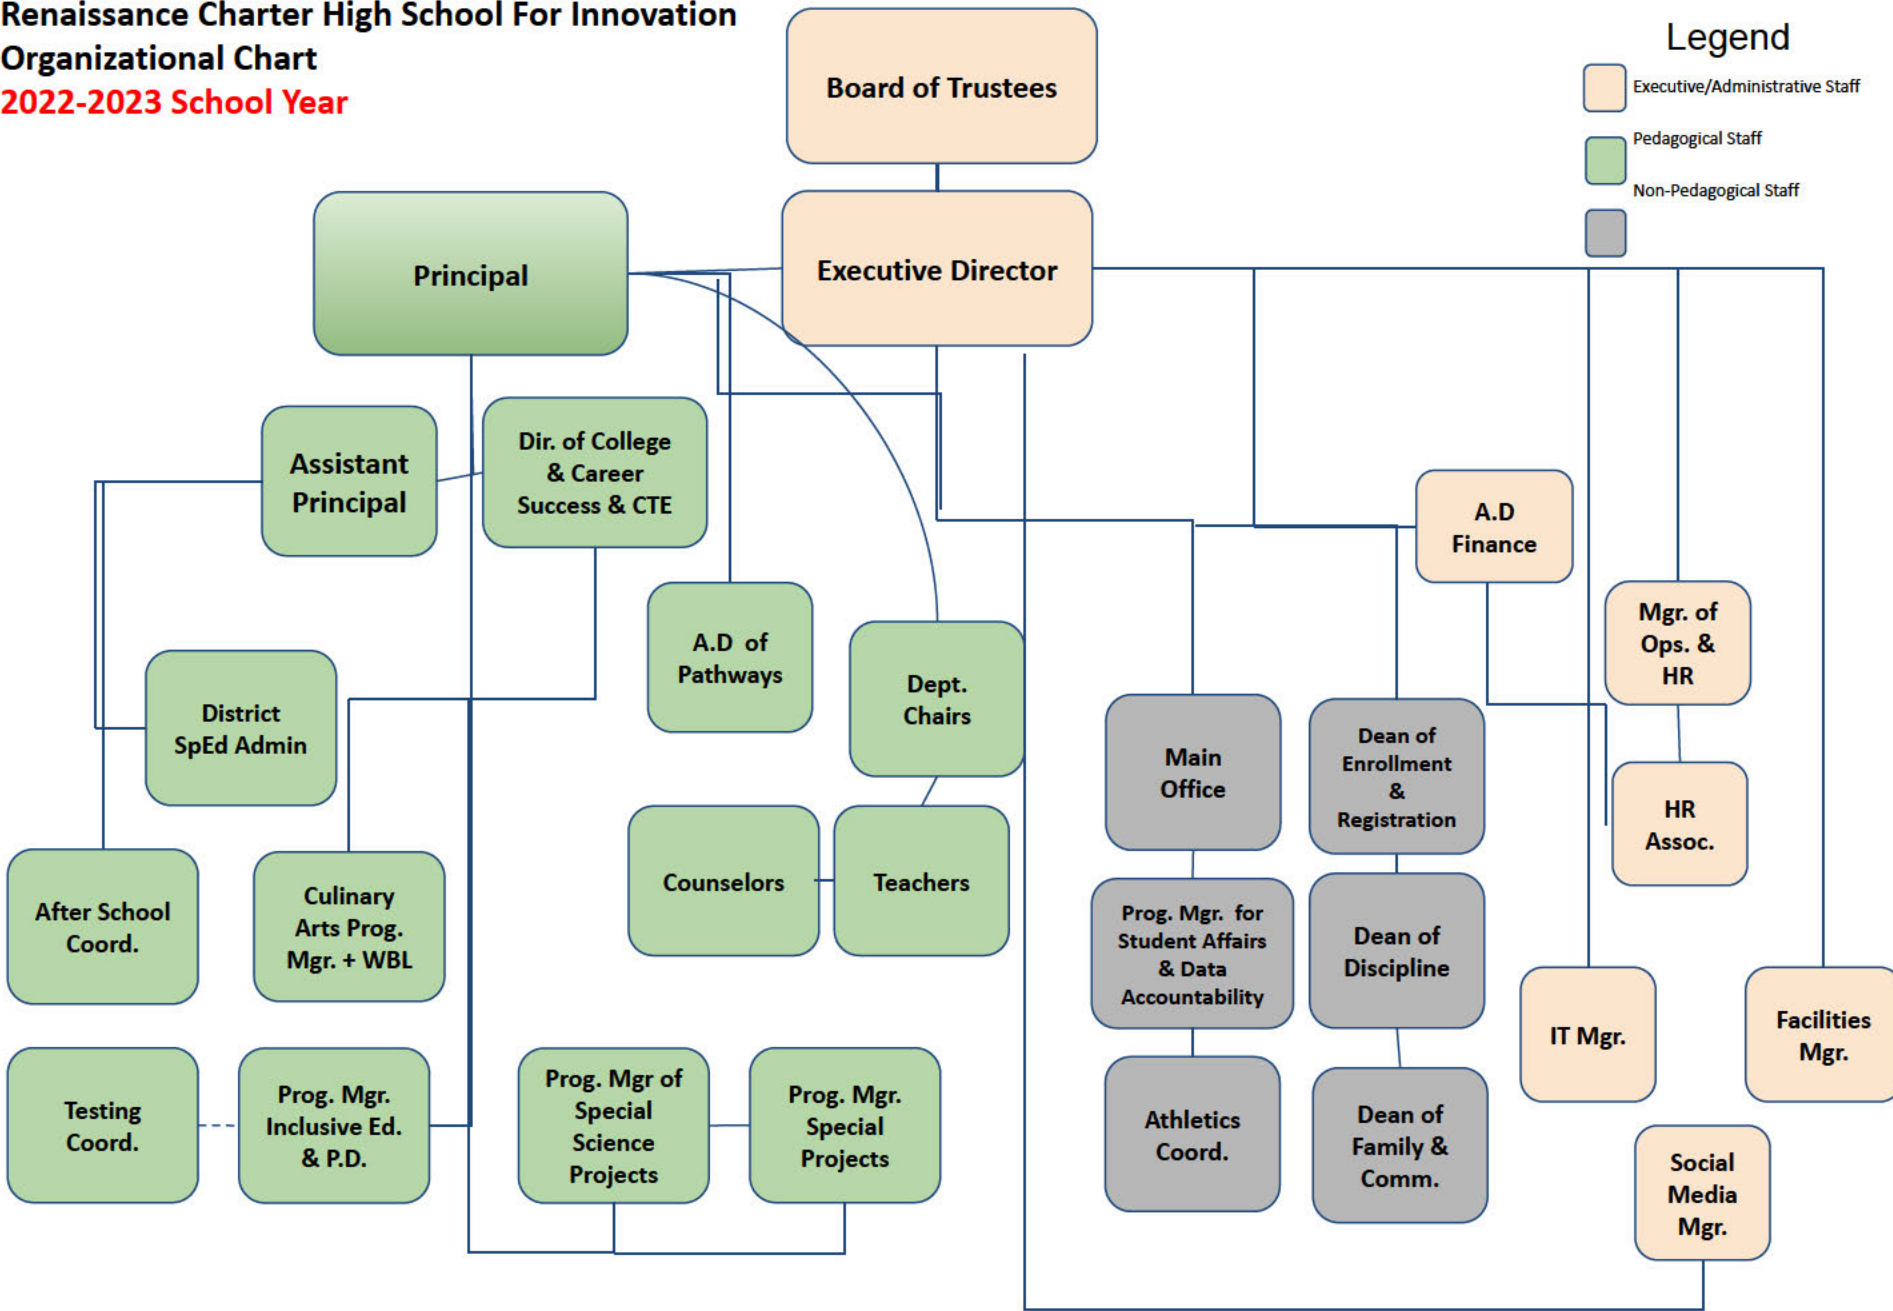 Renaissance Charter High School For Innovation
Organizational Chart
2022-2023 School Year
Board of Trustees
Legend
Executive/Administrative Staff
Pedagogical Staff
Non-Pedagogical Staff
Principal
Executive Director
Assistant
Principal
Dir. of College
& Career
Success & CTE
A.D
Finance
A.D of
Pathways
Dept.
Chairs
Mgr. of
Ops. &
HR
District
SpEd Admin
Main
Office
Dean of
Enrollment
&
Registration
HR
Assoc.
After School
Coord.
Culinary
Arts Prog.
Mgr. + WBL
Counselors
Teachers
Prog. Mgr. for
Student Affairs
& Data
Accountability
Dean of
Discipline
IT Mgr.
Facilities
Mgr.
Testing
Coord.
Prog. Mgr.
Inclusive Ed.
& P.D.
Prog. Mgr of
Special
Science
Projects
Prog. Mgr.
Special
Projects
Athletics
Coord.
Dean of
Family &
Comm.
Social
Media
Mgr.